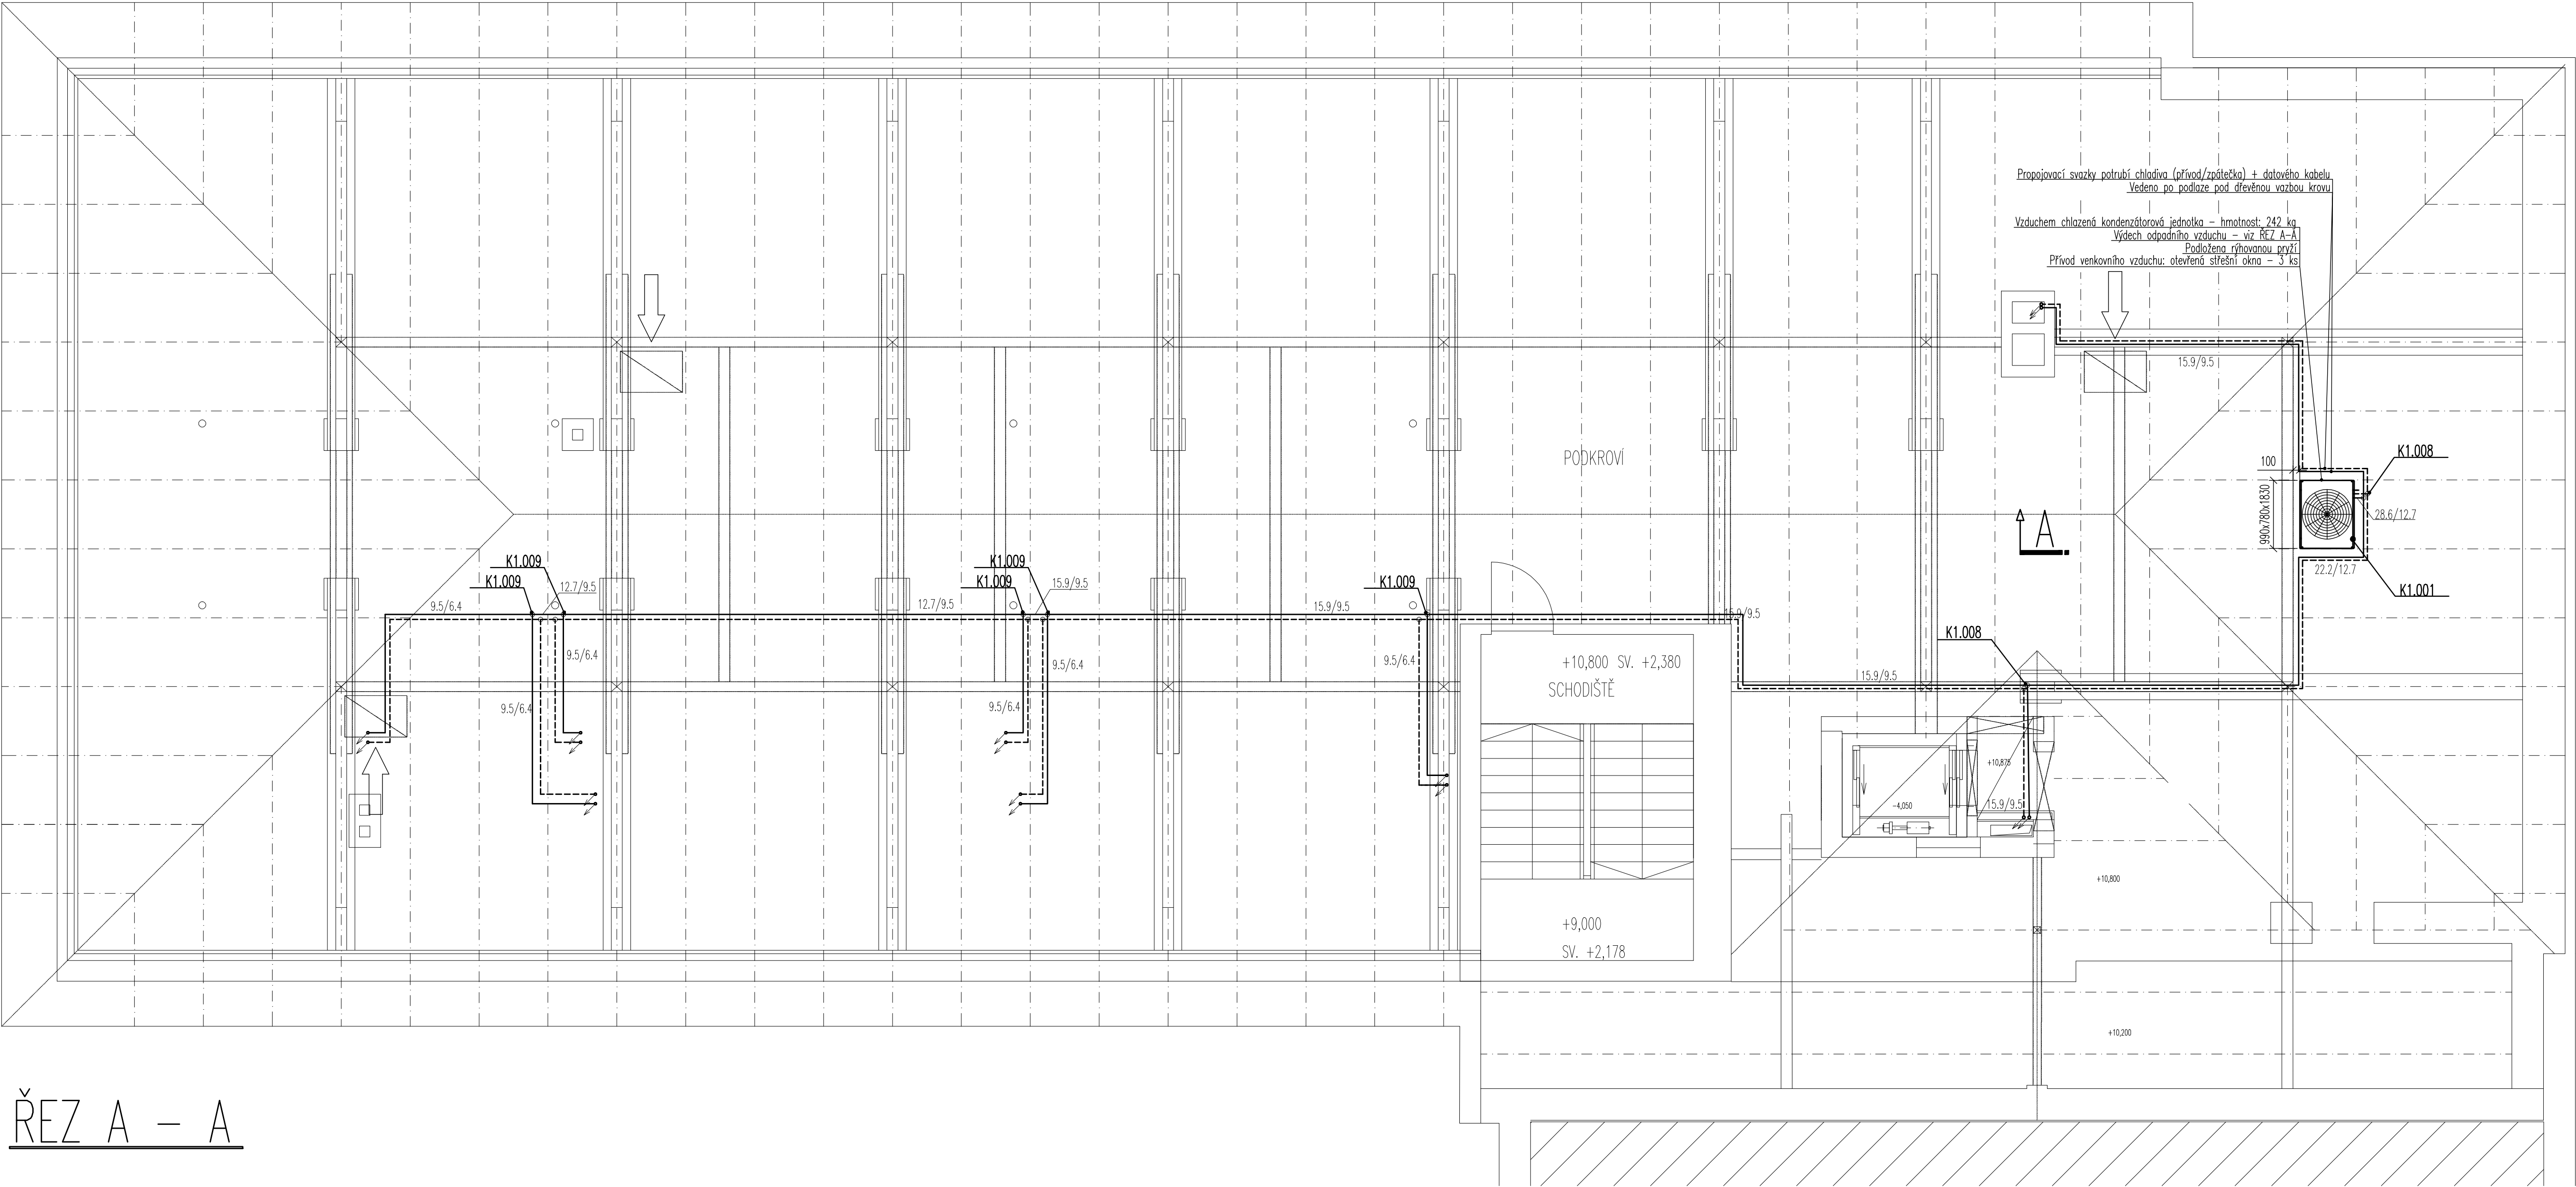 Propojovací svazky potrubí chladiva (přívod/zpátečka) + datového kabelu
Vedeno po podlaze pod dřevěnou vazbou krovu
Vzduchem chlazená kondenzátorová jednotka – hmotnost: 242 kg
Výdech odpadního vzduchu – viz ŘEZ A–A
Podložena rýhovanou pryží
Přívod venkovního vzduchu: otevřená střešní okna – 3 ks
15.9/9.5
PODKROVÍ
K1.008
100
990x780x1830
28.6/12.7
A
22.2/12.7
K1.001
K1.009
K1.009
12.7/9.5
9.5/6.4
K1.009
K1.009
15.9/9.5
12.7/9.5
K1.009
15.9/9.5
15.9/9.5
K1.008
9.5/6.4
9.5/6.4
9.5/6.4
9.5/6.4
9.5/6.4
+10,800 SV. +2,380
SCHODIŠTĚ
15.9/9.5
+10,875
-4,050
15.9/9.5
+10,800
+9,000
SV. +2,178
+10,200
ŘEZ A – A